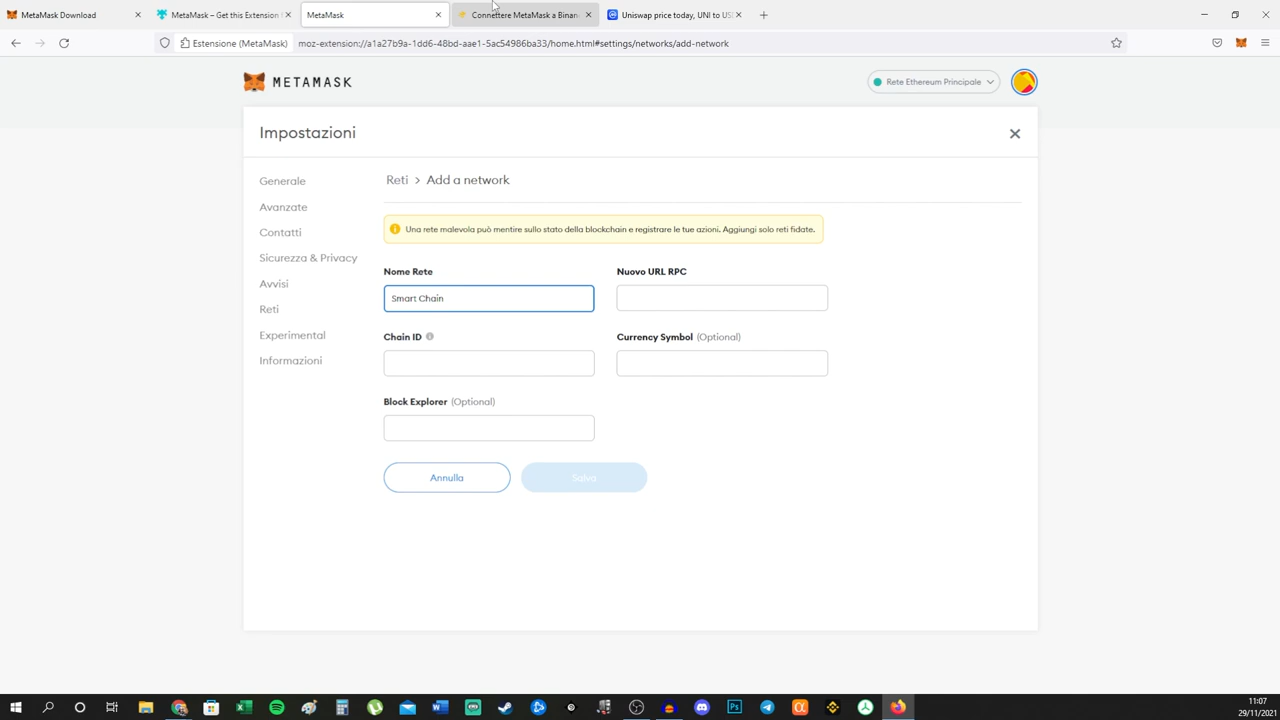 MetaMask Download
MetaMask – Get this Extension
MetaMask
Connettere MetaMask a Binan
Uniswap price today, UNI to US
Estensione (MetaMask)
moz-extension://a1a27b9a-1dd6-48bd-aae1-5ac54986ba33/home.html#settings/networks/add-network
METAMASK
Rete Ethereum Principale
Impostazioni
Generale
Avanzate
Contatti
Sicurezza & Privacy
Avvisi
Reti
Experimental
Informazioni
Reti > Add a network
Una rete malevola può mentire sullo stato della blockchain e registrare le tue azioni. Aggiungi solo reti fidate.
Nome Rete
Nuovo URL RPC
Smart Chain
Chain ID
Currency Symbol (Optional)
Block Explorer (Optional)
Annulla
Salva
11:07
29/11/2021